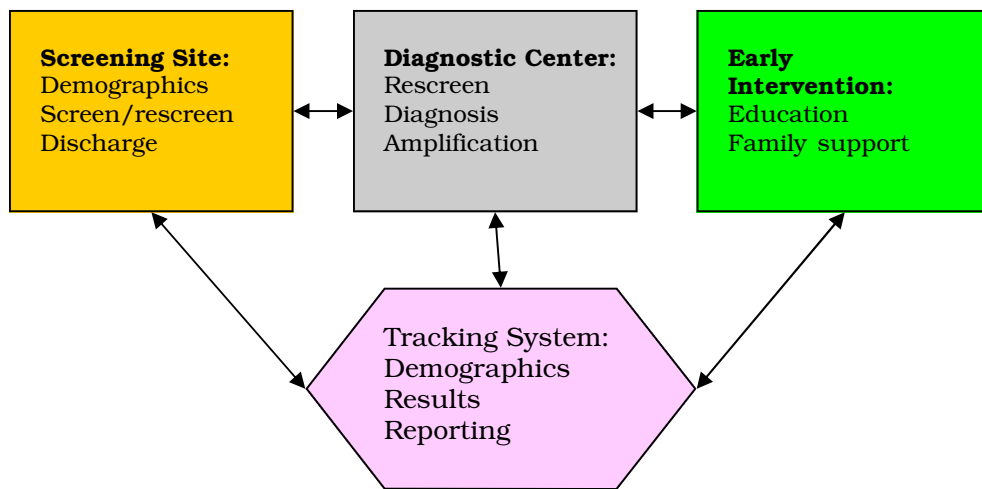 Screening Site:
Demographics
Screen/rescreen
Discharge
Diagnostic Center:
Rescreen
Diagnosis
Amplification
Early
Intervention:
Education
Family support
Tracking System:
Demographics
Results
Reporting